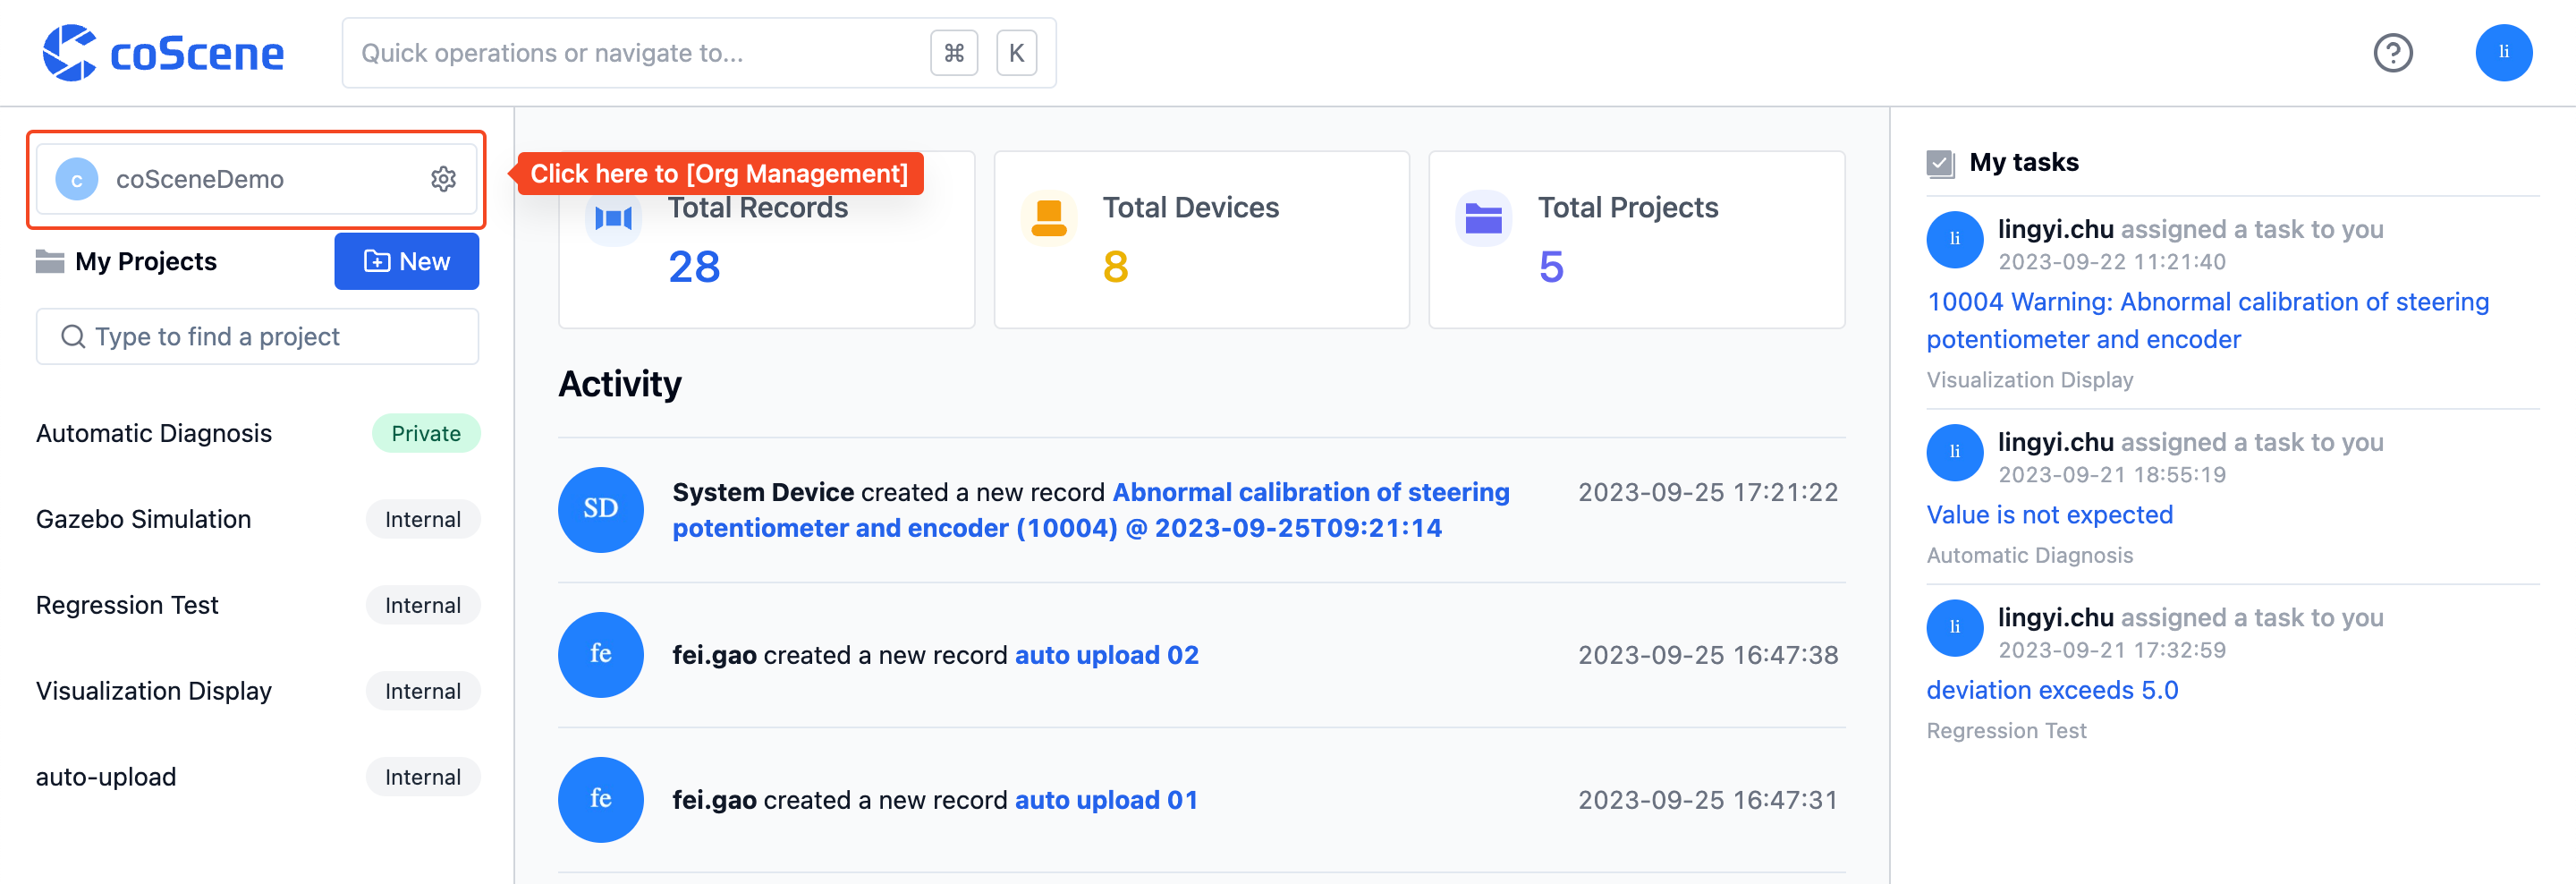 coScene
Quick operations or navigate to...
⌘ K
?
li
c coSceneDemo
Click here to [Org Management]
My Projects
New
Type to find a project
Automatic Diagnosis Private
Gazebo Simulation Internal
Regression Test Internal
Visualization Display Internal
auto-upload Internal
Total Records
28
Total Devices
8
Total Projects
5
Activity
SD
System Device created a new record Abnormal calibration of steering
potentiometer and encoder (10004) @ 2023-09-25T09:21:14
2023-09-25 17:21:22
fe
fei.gao created a new record auto upload 02
2023-09-25 16:47:38
fe
fei.gao created a new record auto upload 01
2023-09-25 16:47:31
My tasks
li
lingyi.chu assigned a task to you
2023-09-22 11:21:40
10004 Warning: Abnormal calibration of steering
potentiometer and encoder
Visualization Display
li
lingyi.chu assigned a task to you
2023-09-21 18:55:19
Value is not expected
Automatic Diagnosis
li
lingyi.chu assigned a task to you
2023-09-21 17:32:59
deviation exceeds 5.0
Regression Test